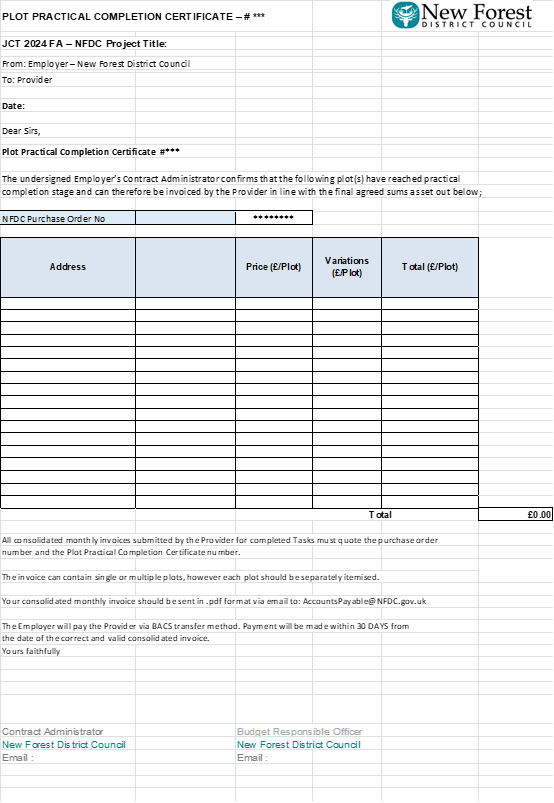 PLOT PRACTICAL COMPLETION CERTIFICATE – # ***
New Forest
DISTRICT COUNCIL
JCT 2024 FA – NFDC Project Title:
From: Employer – New Forest District Council
To: Provider
Date:
Dear Sirs,
Plot Practical Completion Certificate #***
The undersigned Employer's Contract Administrator confirms that the following plot(s) have reached practical
completion stage and can therefore be invoiced by the Provider in line with the final agreed sums as set out below;
NFDC Purchase Order No ********
Address Price (£/Plot) Variations (£/Plot) Total (£/Plot)
Total £0.00
All consolidated monthly invoices submitted by the Provider for completed Tasks must quote the purchase order
number and the Plot Practical Completion Certificate number.
The invoice can contain single or multiple plots, however each plot should be separately itemised.
Your consolidated monthly invoice should be sent in .pdf format via email to: AccountsPayable@NFDC.gov.uk
The Employer will pay the Provider via BACS transfer method. Payment will be made within 30 DAYS from
the date of the correct and valid consolidated invoice.
Yours faithfully
Contract Administrator Budget Responsible Officer
New Forest District Council New Forest District Council
Email : Email :